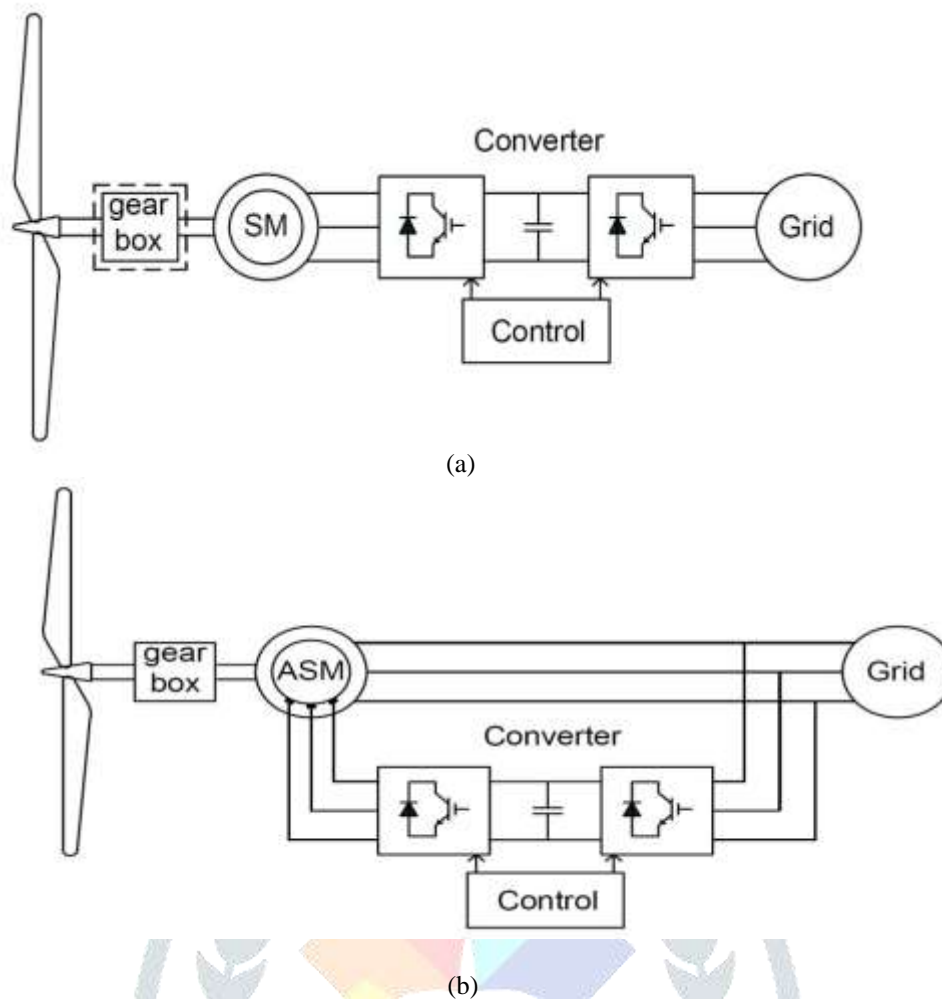 Converter
gear
box
SM
Grid
Control
(a)
gear
box
ASM
Grid
Converter
Control
(b)